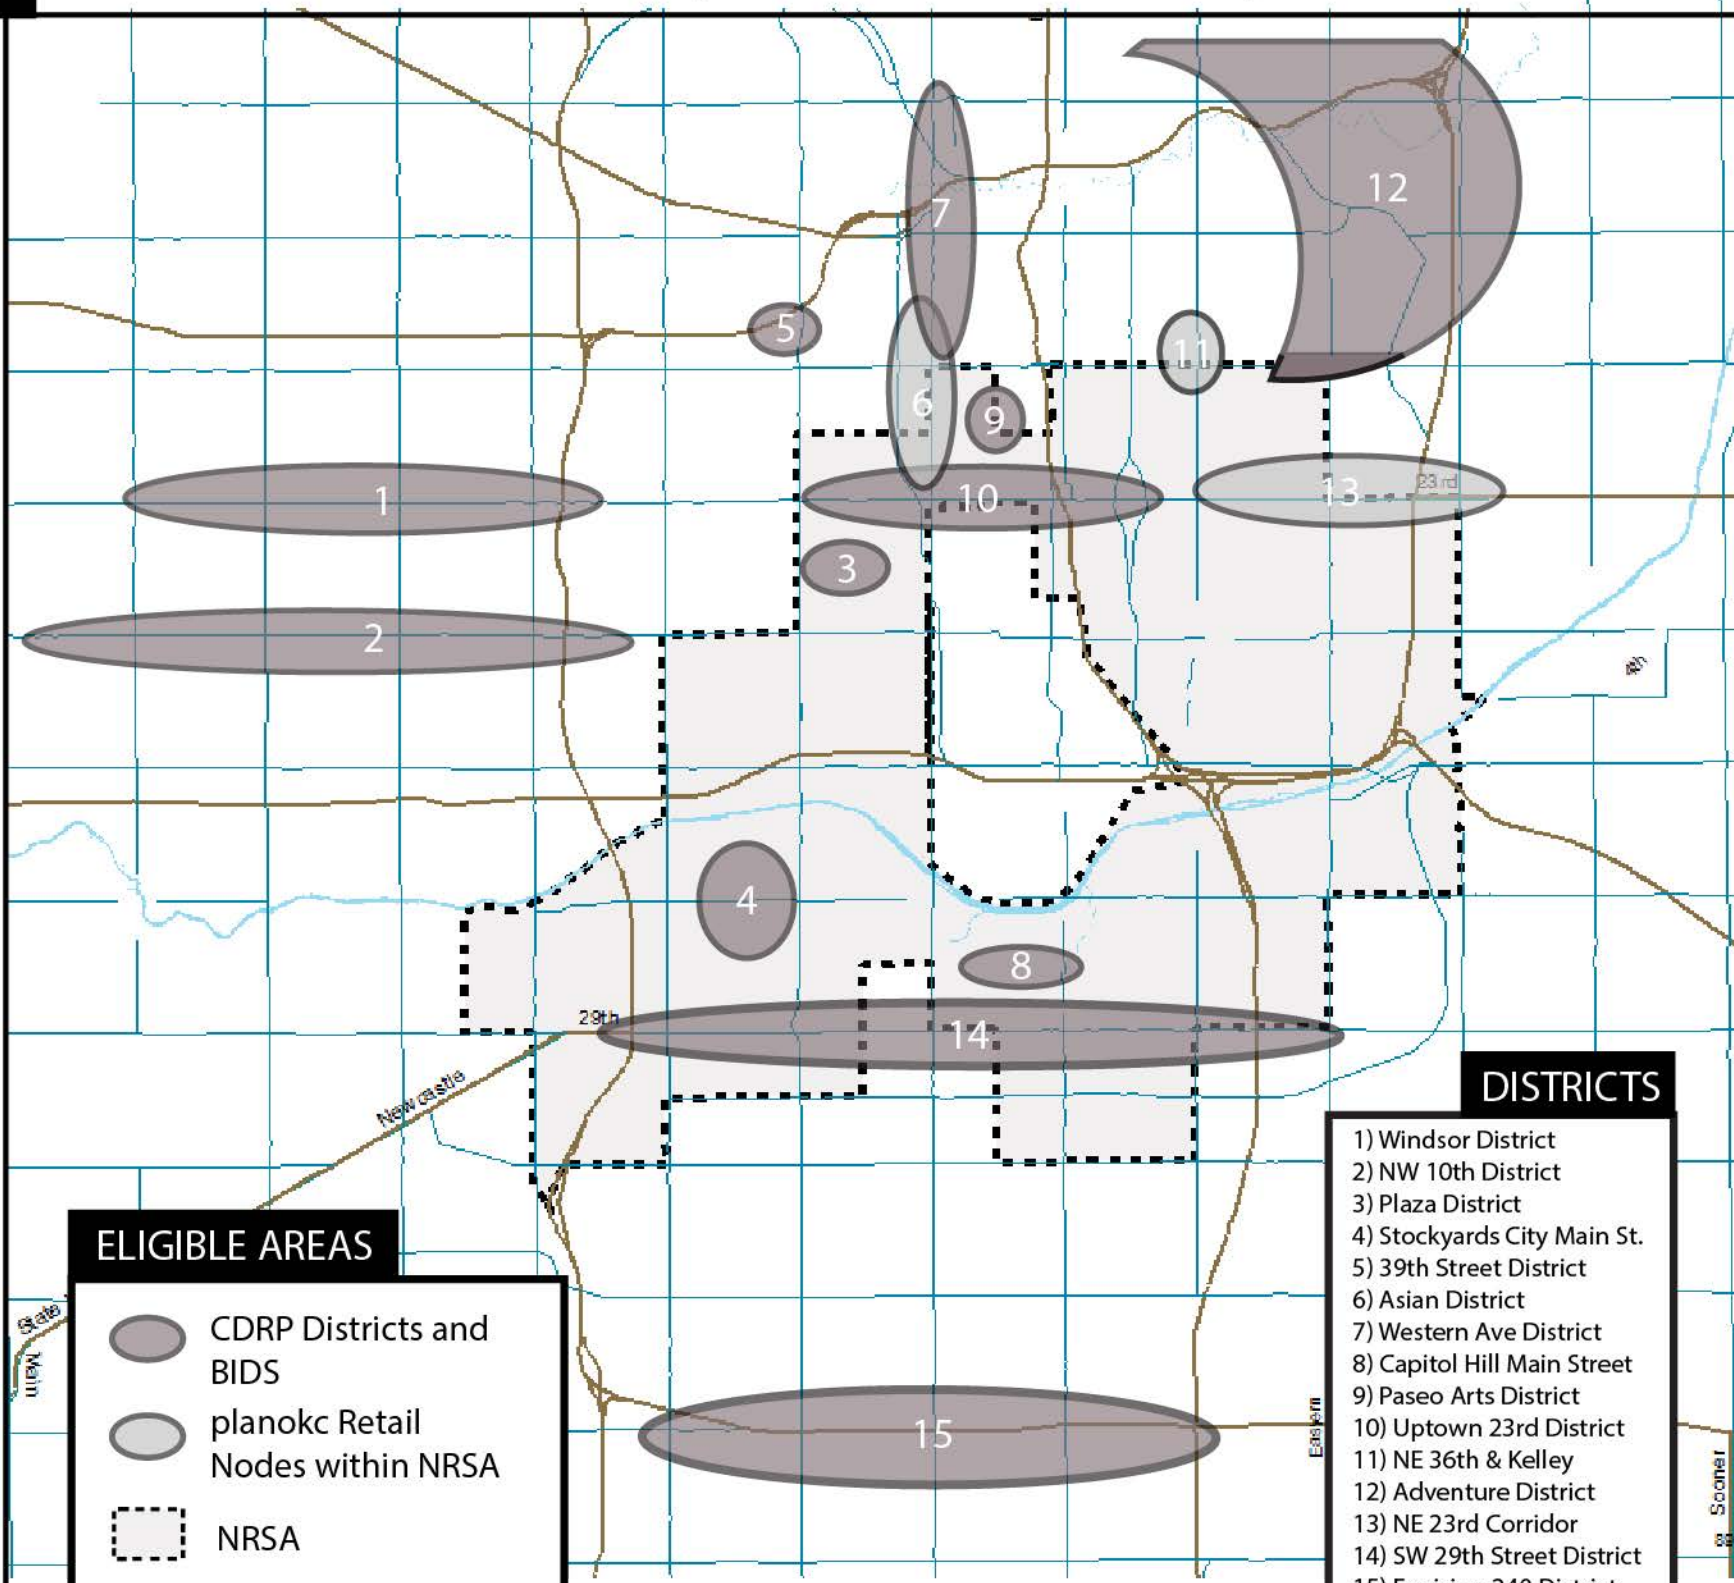 12
7
5
11
6
9
1
10
13
23rd
3
2
4th
4
8
29th
14
Newcastle
DISTRICTS
1) Windsor District
2) NW 10th District
3) Plaza District
4) Stockyards City Main St.
5) 39th Street District
6) Asian District
7) Western Ave District
8) Capitol Hill Main Street
9) Paseo Arts District
10) Uptown 23rd District
11) NE 36th & Kelley
12) Adventure District
13) NE 23rd Corridor
14) SW 29th Street District
ELIGIBLE AREAS
CDRP Districts and
BIDS
planokc Retail
Nodes within NRSA
NRSA
State
Main
15
Eastern
Sooner